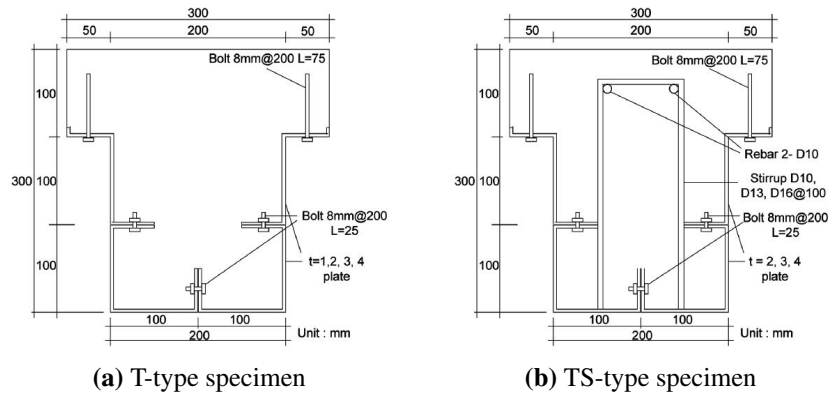 300
50
200
50
Bolt 8mm@200 L=75
100
300
100
100
Bolt 8mm@200
L=25
t=1,2, 3, 4
plate
100
100
200
Unit : mm
(a) T-type specimen
300
50
200
50
Bolt 8mm@200 L=75
100
300
100
100
Rebar 2- D10
Stirrup D10,
D13, D16@100
Bolt 8mm@200
L=25
t = 2, 3, 4
plate
100
100
200
Unit : mm
(b) TS-type specimen